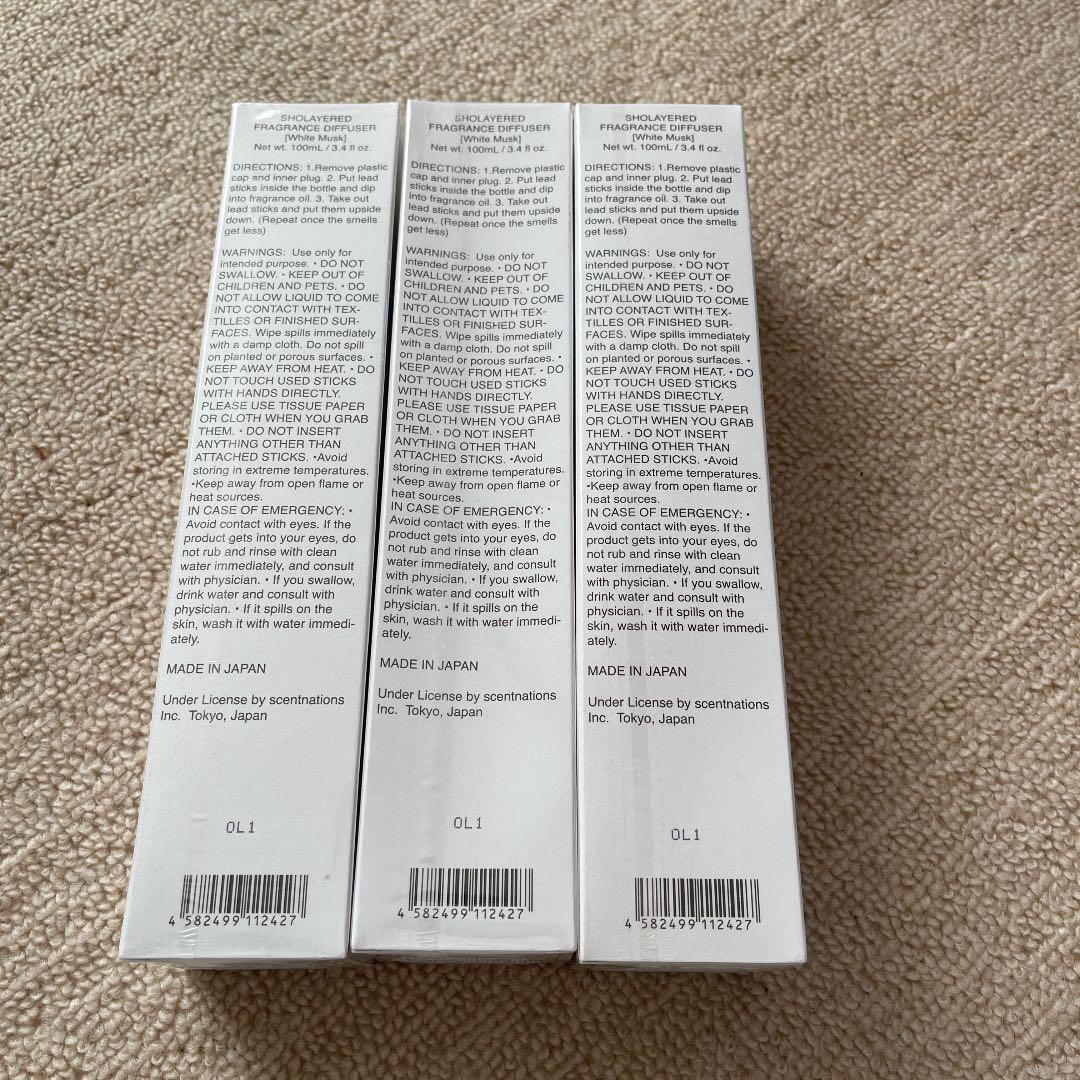 SHOLAYERED
FRAGRANCE DIFFUSER
[White Musk]
Net wt. 100mL / 3.4 fl oz.
DIRECTIONS: 1.Remove plastic
cap and inner plug. 2. Put lead
sticks inside the bottle and dip
into fragrance oil. 3. Take out
lead sticks and put them upside
down. (Repeat once the smells
get less)
WARNINGS: Use only for
intended purpose. • DO NOT
SWALLOW. • KEEP OUT OF
CHILDREN AND PETS. • DO
NOT ALLOW LIQUID TO COME
INTO CONTACT WITH TEX-
TILLES OR FINISHED SUR-
FACES. Wipe spills immediately
with a damp cloth. Do not spill
on planted or porous surfaces. •
KEEP AWAY FROM HEAT. • DO
NOT TOUCH USED STICKS
WITH HANDS DIRECTLY.
PLEASE USE TISSUE PAPER
OR CLOTH WHEN YOU GRAB
THEM. • DO NOT INSERT
ANYTHING OTHER THAN
ATTACHED STICKS. •Avoid
storing in extreme temperatures.
•Keep away from open flame or
heat sources.
IN CASE OF EMERGENCY: •
Avoid contact with eyes. If the
product gets into your eyes, do
not rub and rinse with clean
water immediately, and consult
with physician. • If you swallow,
drink water and consult with
physician. • If it spills on the
skin, wash it with water immedi-
ately.
MADE IN JAPAN
Under License by scentnations
Inc. Tokyo, Japan
0L1
4 582499 112427
SHOLAYERED
FRAGRANCE DIFFUSER
[White Musk]
Net wt. 100mL / 3.4 fl oz.
DIRECTIONS: 1.Remove plastic
cap and inner plug. 2. Put lead
sticks inside the bottle and dip
into fragrance oil. 3. Take out
lead sticks and put them upside
down. (Repeat once the smells
get less)
WARNINGS: Use only for
intended purpose. • DO NOT
SWALLOW. • KEEP OUT OF
CHILDREN AND PETS. • DO
NOT ALLOW LIQUID TO COME
INTO CONTACT WITH TEX-
TILLES OR FINISHED SUR-
FACES. Wipe spills immediately
with a damp cloth. Do not spill
on planted or porous surfaces. •
KEEP AWAY FROM HEAT. • DO
NOT TOUCH USED STICKS
WITH HANDS DIRECTLY.
PLEASE USE TISSUE PAPER
OR CLOTH WHEN YOU GRAB
THEM. • DO NOT INSERT
ANYTHING OTHER THAN
ATTACHED STICKS. •Avoid
storing in extreme temperatures.
•Keep away from open flame or
heat sources.
IN CASE OF EMERGENCY: •
Avoid contact with eyes. If the
product gets into your eyes, do
not rub and rinse with clean
water immediately, and consult
with physician. • If you swallow,
drink water and consult with
physician. • If it spills on the
skin, wash it with water immedi-
ately.
MADE IN JAPAN
Under License by scentnations
Inc. Tokyo, Japan
0L1
4 582499 112427
SHOLAYERED
FRAGRANCE DIFFUSER
[White Musk]
Net wt. 100mL / 3.4 fl oz.
DIRECTIONS: 1.Remove plastic
cap and inner plug. 2. Put lead
sticks inside the bottle and dip
into fragrance oil. 3. Take out
lead sticks and put them upside
down. (Repeat once the smells
get less)
WARNINGS: Use only for
intended purpose. • DO NOT
SWALLOW. • KEEP OUT OF
CHILDREN AND PETS. • DO
NOT ALLOW LIQUID TO COME
INTO CONTACT WITH TEX-
TILLES OR FINISHED SUR-
FACES. Wipe spills immediately
with a damp cloth. Do not spill
on planted or porous surfaces. •
KEEP AWAY FROM HEAT. • DO
NOT TOUCH USED STICKS
WITH HANDS DIRECTLY.
PLEASE USE TISSUE PAPER
OR CLOTH WHEN YOU GRAB
THEM. • DO NOT INSERT
ANYTHING OTHER THAN
ATTACHED STICKS. •Avoid
storing in extreme temperatures.
•Keep away from open flame or
heat sources.
IN CASE OF EMERGENCY: •
Avoid contact with eyes. If the
product gets into your eyes, do
not rub and rinse with clean
water immediately, and consult
with physician. • If you swallow,
drink water and consult with
physician. • If it spills on the
skin, wash it with water immedi-
ately.
MADE IN JAPAN
Under License by scentnations
Inc. Tokyo, Japan
0L1
4 582499 112427